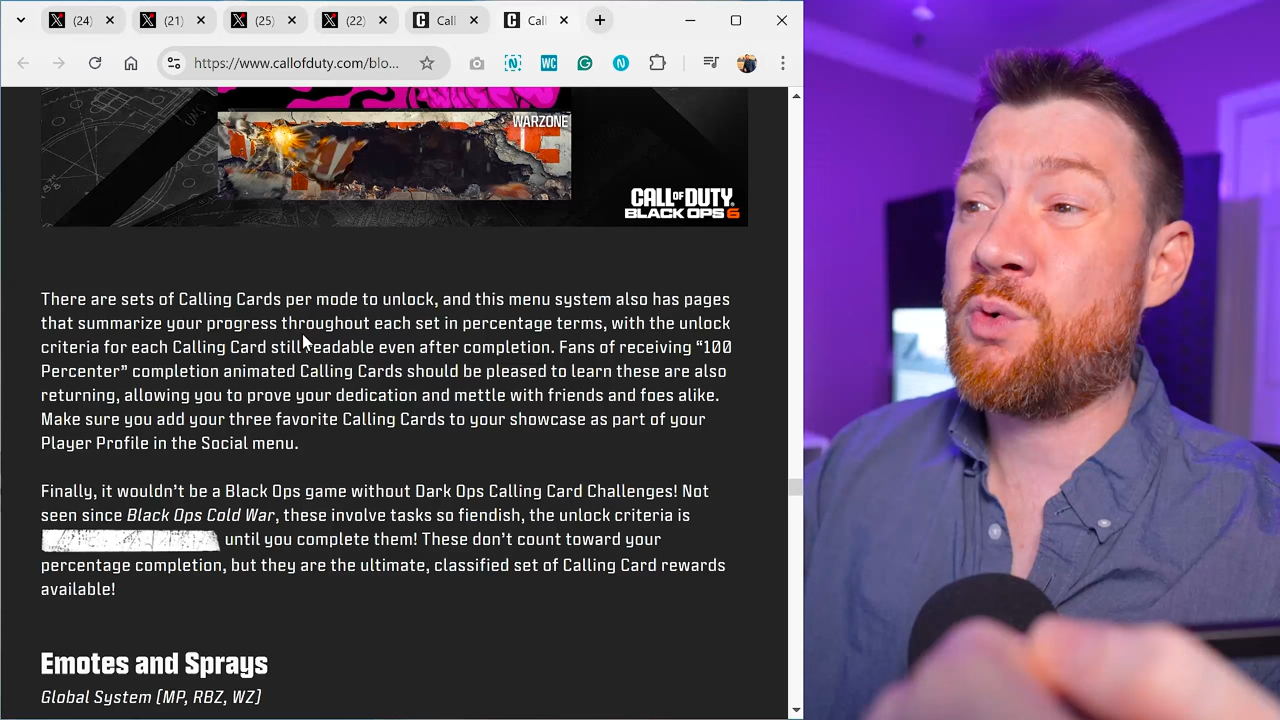 (24)
(21)
(25)
(22)
Call
Call
https://www.callofduty.com/blo...
WC
WARZONE
CALL OF DUTY
BLACK OPS 6
There are sets of Calling Cards per mode to unlock, and this menu system also has pages
that summarize your progress throughout each set in percentage terms, with the unlock
criteria for each Calling Card still readable even after completion. Fans of receiving “100
Percenter” completion animated Calling Cards should be pleased to learn these are also
returning, allowing you to prove your dedication and mettle with friends and foes alike.
Make sure you add your three favorite Calling Cards to your showcase as part of your
Player Profile in the Social menu.
Finally, it wouldn’t be a Black Ops game without Dark Ops Calling Card Challenges! Not
seen since Black Ops Cold War, these involve tasks so fiendish, the unlock criteria is
until you complete them! These don’t count toward your
percentage completion, but they are the ultimate, classified set of Calling Card rewards
available!
Emotes and Sprays
Global System (MP, RBZ, WZ)